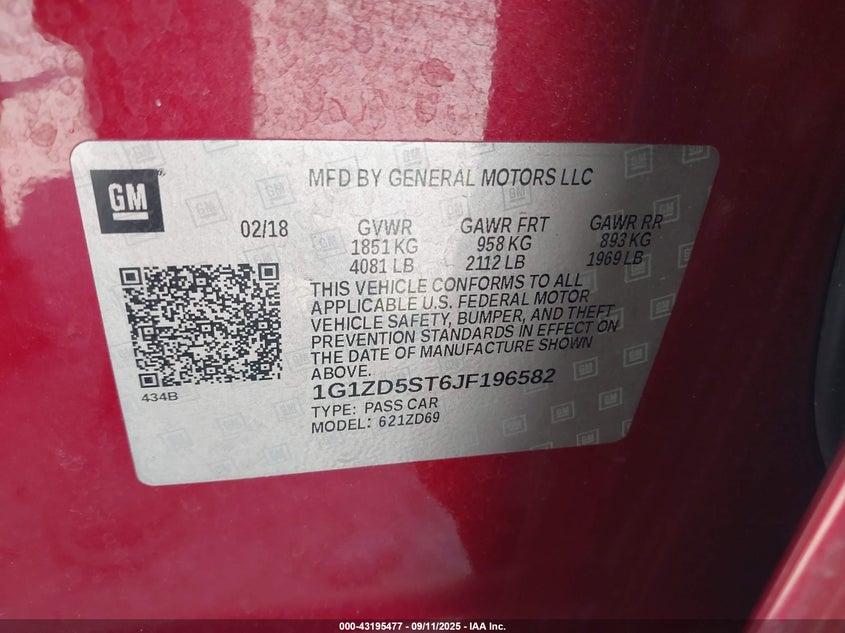 GM
MFD BY GENERAL MOTORS LLC
02/18
GVWR GAWR FRT GAWR RR
1851 KG 958 KG 893 KG
4081 LB 2112 LB 1969 LB
THIS VEHICLE CONFORMS TO ALL
APPLICABLE U.S. FEDERAL MOTOR
VEHICLE SAFETY, BUMPER, AND THEFT
PREVENTION STANDARDS IN EFFECT ON
THE DATE OF MANUFACTURE SHOWN
ABOVE.
434B
1G1ZD5ST6JF196582
TYPE: PASS CAR
MODEL: 621ZD69
000-43195477 - 09/11/2025 - IAA Inc.